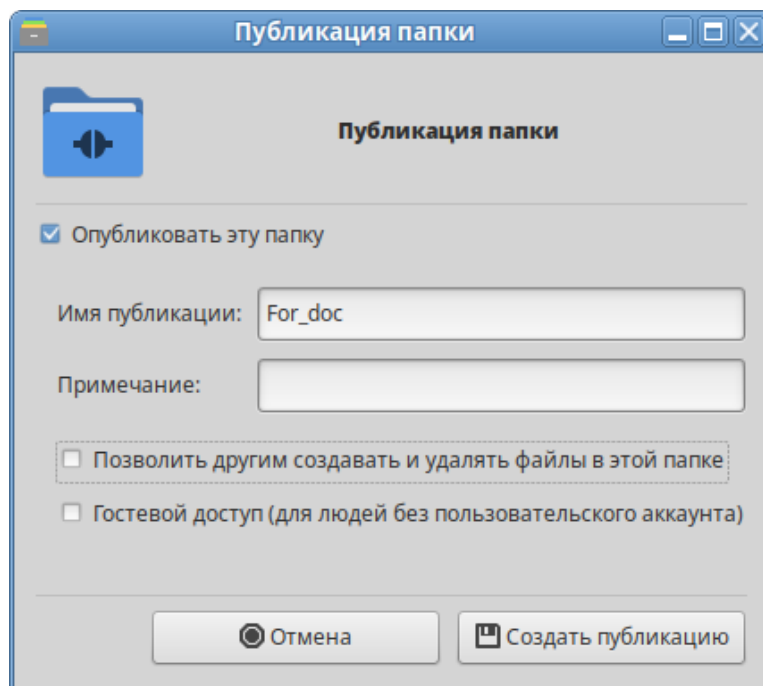 Публикация папки
Публикация папки
Опубликовать эту папку
Имя публикации: For_doc
Примечание:
Позволить другим создавать и удалять файлы в этой папке
Гостевой доступ (для людей без пользовательского аккаунта)
Отмена Создать публикацию